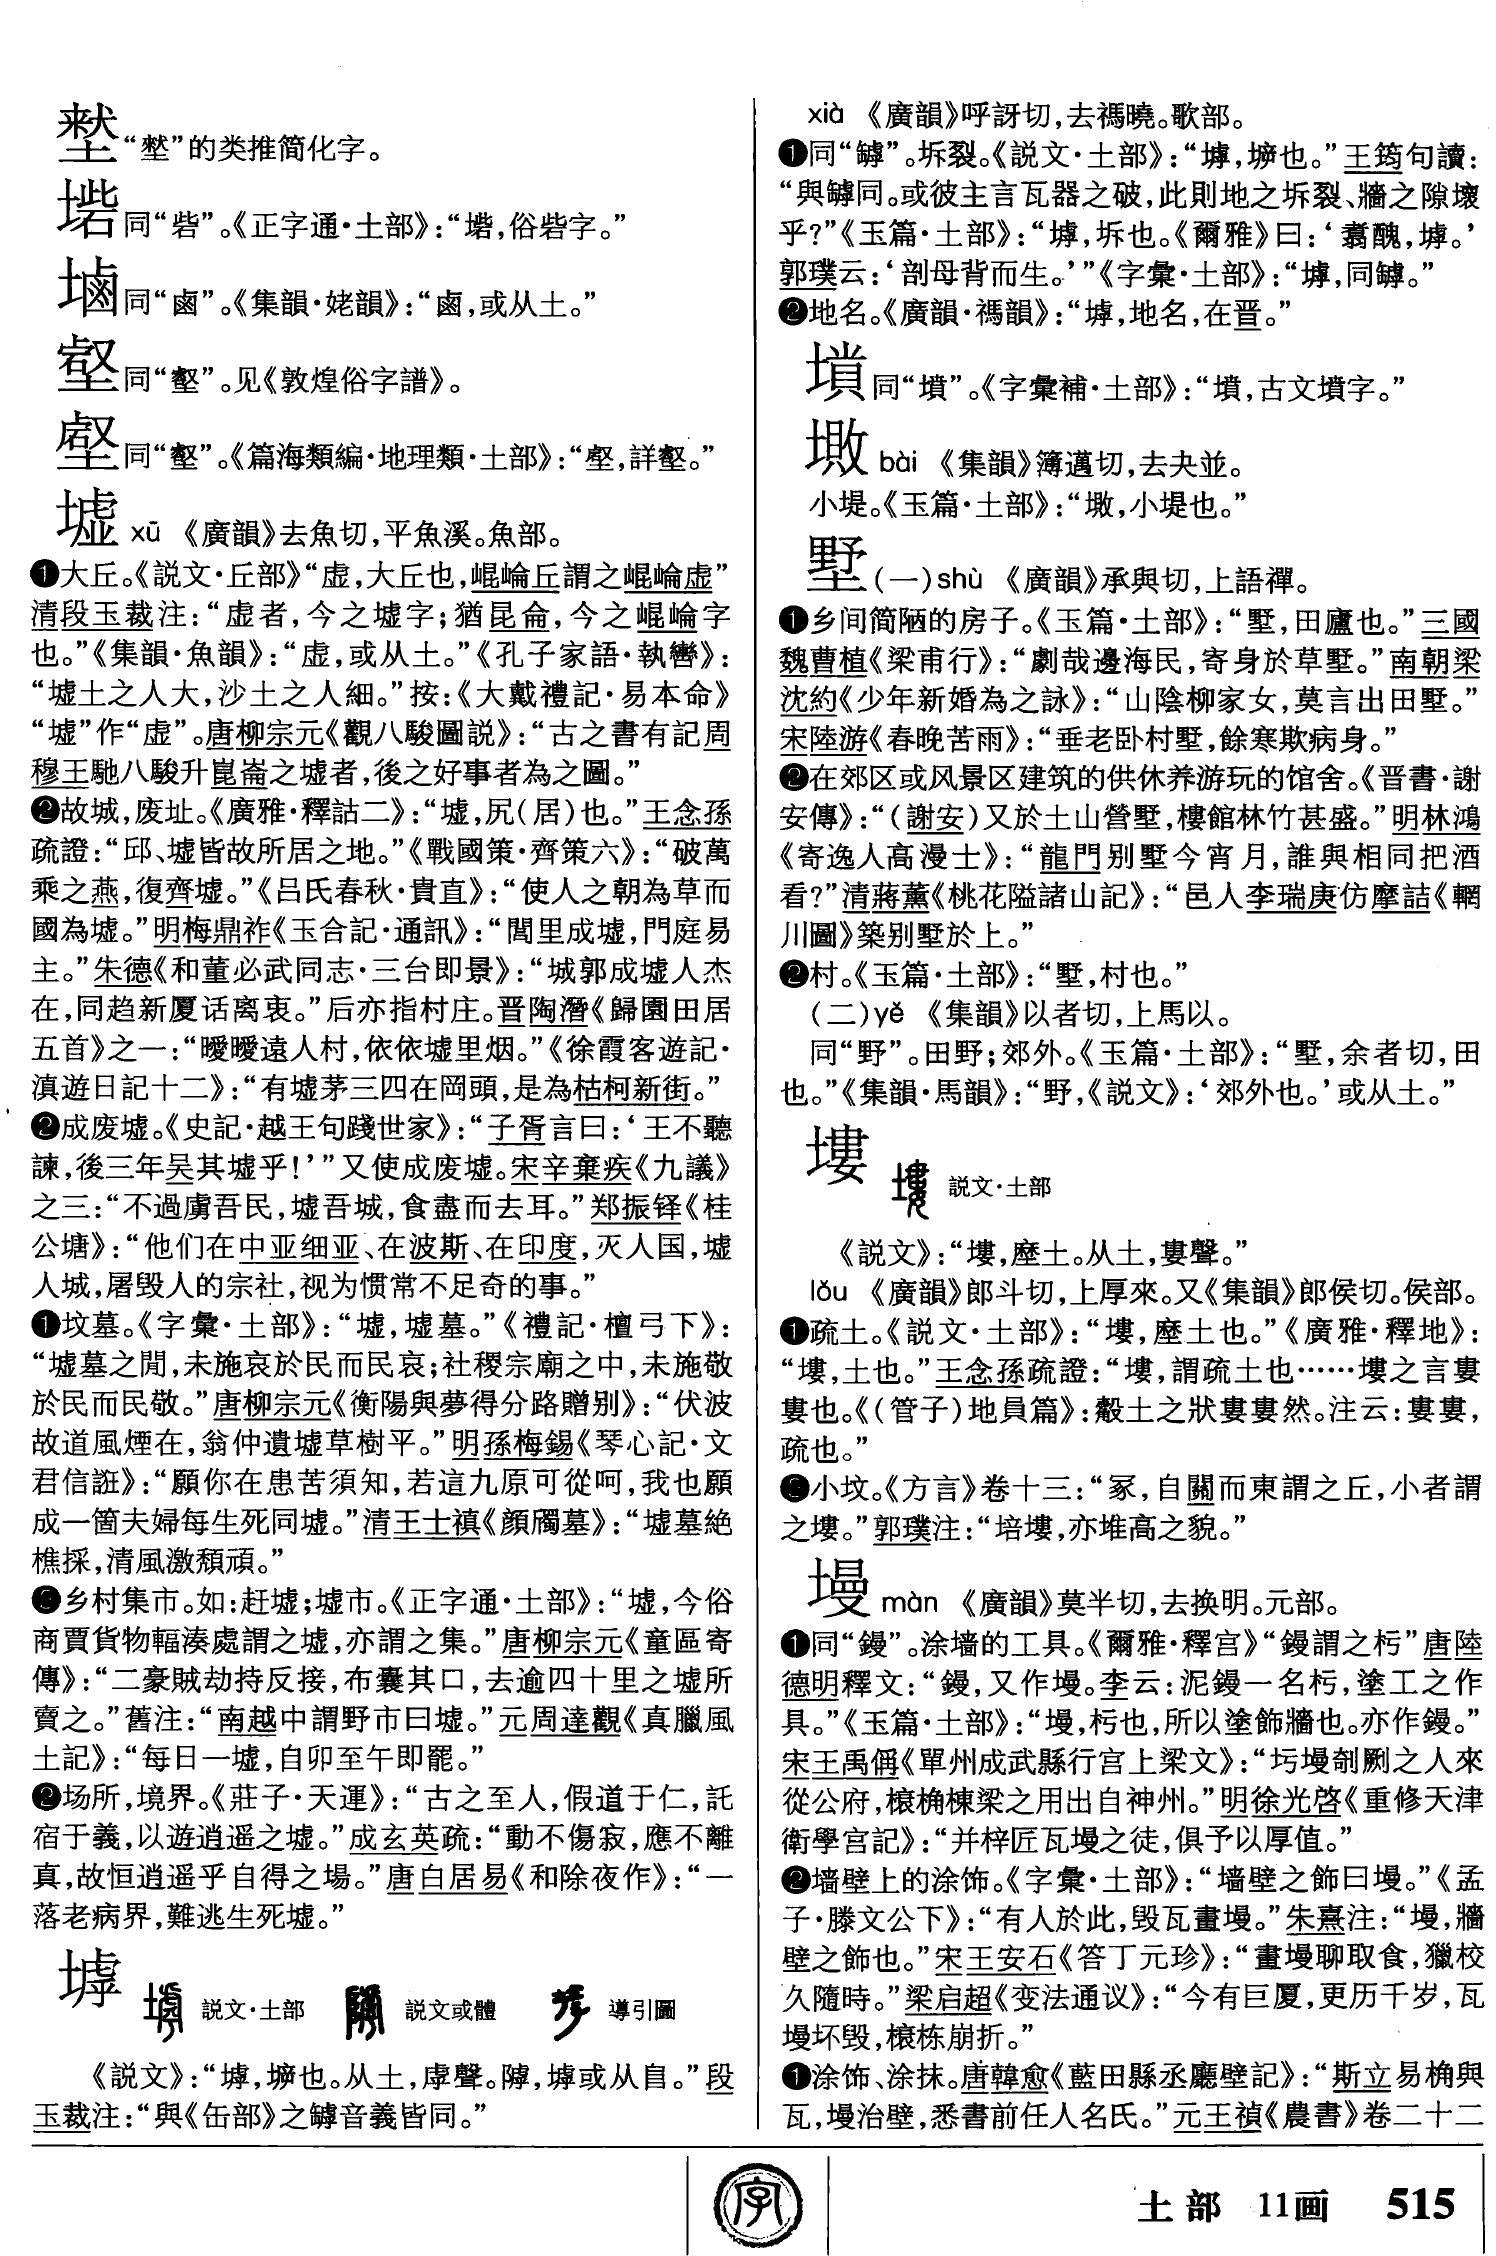 “椞”的类推简化字。
同“砦”。《正字通·土部》：“塣，俗砦字。”
塷同“鹵”。《集韻·姥韻》：“鹵，或从土。”
同“壑”。见《敦煌俗字譜》。
同“壑”。《篇海類編·地理類·土部》：“壑，詳壑。”
墟 xū 《廣韻》去魚切，平魚溪。魚部。
❶大丘。《説文·丘部》“虚，大丘也，崐崘丘謂之崐崘虚”
清段玉裁注：“虚者，今之墟字；猶昆侖，今之崐崘字
也。”《集韻·魚韻》：“虚，或从土。”《孔子家語·執轡》：
“墟土之人大，沙土之人細。”按：《大戴禮記·易本命》
“墟”作“虚”。唐柳宗元《觀八駿圖説》：“古之書有記周
穆王馳八駿升崑崙之墟者，後之好事者為之圖。”
❷故城，废址。《廣雅·釋詁二》：“墟，凥（居）也。”王念孫
疏證：“邱、墟皆故所居之地。”《戰國策·齊策六》：“破萬
乘之燕，復齊墟。”《吕氏春秋·貴直》：“使人之朝為草而
國為墟。”明梅鼎祚《玉合記·通訊》：“閭里成墟，門庭易
主。”朱德《和董必武同志·三台即景》：“城郭成墟人杰
在，同趋新厦话离衷。”后亦指村庄。晋陶潛《歸園田居
五首》之一：“曖曖遠人村，依依墟里烟。”《徐霞客遊記·
滇遊日記十二》：“有墟茅三四在岡頭，是為枯柯新街。”
❷成废墟。《史記·越王句踐世家》：“子胥言曰：‘王不聽
諫，後三年吴其墟乎！’”又使成废墟。宋辛棄疾《九議》
之三：“不過虜吾民，墟吾城，食盡而去耳。”郑振铎《桂
公塘》：“他们在中亚细亚、在波斯、在印度，灭人国，墟
人城，屠毁人的宗社，视为惯常不足奇的事。”
❶坟墓。《字彙·土部》：“墟，墟墓。”《禮記·檀弓下》：
“墟墓之閒，未施哀於民而民哀；社稷宗廟之中，未施敬
於民而民敬。”唐柳宗元《衡陽與夢得分路贈别》：“伏波
故道風煙在，翁仲遺墟草樹平。”明孫梅錫《琴心記·文
君信誑》：“願你在患苦須知，若這九原可從呵，我也願
成一箇夫婦每生死同墟。”清王士禛《顔斶墓》：“墟墓絶
樵採，清風激頹頑。”
乡村集市。如：赶墟；墟市。《正字通·土部》：“墟，今俗
商賈貨物輻湊處謂之墟，亦謂之集。”唐柳宗元《童區寄
傳》：“二豪賊劫持反接，布囊其口，去逾四十里之墟所
賣之。”舊注：“南越中謂野市曰墟。”元周達觀《真臘風
土記》：“每日一墟，自卯至午即罷。”
❷场所，境界。《莊子·天運》：“古之至人，假道于仁，託
宿于義，以遊逍遥之墟。”成玄英疏：“動不傷寂，應不離
真，故恒逍遥乎自得之場。”唐白居易《和除夜作》：“一
落老病界，難逃生死墟。”
墟 説文·土部 説文或體 導引圖
《説文》：“㙤，㙱也。从土，虖聲。㙤或从𨸏。”段
玉裁注：“與《缶部》之罅音義皆同。”
xià 《廣韻》呼訝切，去禡曉。歌部。
❶同“罅”。坼裂。《説文·土部》：“㙤，㙱也。”王筠句讀：
“與罅同。或彼主言瓦器之破，此則地之坼裂、牆之隙壞
乎？”《玉篇·土部》：“㙤，坼也。《爾雅》曰：‘翥醜，㙤。’
郭璞云：‘剖母背而生。’”《字彙·土部》：“㙤，同罅。”
❷地名。《廣韻·禡韻》：“㙤，地名，在晋。”
同“墳”。《字彙補·土部》：“墳，古文墳字。”
bài 《集韻》簿邁切，去夬並。
小堤。《玉篇·土部》：“㙸，小堤也。”
墅（一）shù 《廣韻》承與切，上語禪。
❶乡间简陋的房子。《玉篇·土部》：“墅，田廬也。”三國
魏曹植《梁甫行》：“劇哉邊海民，寄身於草墅。”南朝梁
沈約《少年新婚為之詠》：“山陰柳家女，莫言出田墅。”
宋陸游《春晚苦雨》：“垂老卧村墅，餘寒欺病身。”
❷在郊区或风景区建筑的供休养游玩的馆舍。《晋書·謝
安傳》：“（謝安）又於土山營墅，樓館林竹甚盛。”明林鴻
《寄逸人高漫士》：“龍門别墅今宵月，誰與相同把酒
看？”清蔣薰《桃花隘諸山記》：“邑人李瑞庚仿摩詰《輞
川圖》築别墅於上。”
❷村。《玉篇·土部》：“墅，村也。”
（二）yě 《集韻》以者切，上馬以。
同“野”。田野；郊外。《玉篇·土部》：“墅，余者切，田
也。”《集韻·馬韻》：“野，《説文》：‘郊外也。’或从土。”
塿 説文·土部
《説文》：“塿，塺土。从土，婁聲。”
lǒu 《廣韻》郎斗切，上厚來。又《集韻》郎侯切。侯部。
❶疏土。《説文·土部》：“塿，塺土也。”《廣雅·釋地》：
“塿，土也。”王念孫疏證：“塿，謂疏土也……塿之言婁
婁也。《（管子）地員篇》：觳土之狀婁婁然。注云：婁婁，
疏也。”
小坟。《方言》卷十三：“冢，自關而東謂之丘，小者謂
之塿。”郭璞注：“培塿，亦堆高之貌。”
墁 màn 《廣韻》莫半切，去换明。元部。
❶同“鏝”。涂墙的工具。《爾雅·釋宫》“鏝謂之杇”唐陸
德明釋文：“鏝，又作墁。李云：泥鏝一名杇，塗工之作
具。”《玉篇·土部》：“墁，杇也，所以塗飾牆也。亦作鏝。”
宋王禹偁《單州成武縣行宫上梁文》：“圬墁剞劂之人來
從公府，榱桷棟梁之用出自神州。”明徐光啓《重修天津
衛學宫記》：“并梓匠瓦墁之徒，俱予以厚值。”
❷墙壁上的涂饰。《字彙·土部》：“墻壁之飾曰墁。”《孟
子·滕文公下》：“有人於此，毁瓦畫墁。”朱熹注：“墁，牆
壁之飾也。”宋王安石《答丁元珍》：“畫墁聊取食，獵校
久隨時。”梁启超《变法通议》：“今有巨厦，更历千岁，瓦
墁坏毁，榱栋崩折。”
❶涂饰、涂抹。唐韓愈《藍田縣丞廳壁記》：“斯立易桷與
瓦，墁治壁，悉書前任人名氏。”元王禎《農書》卷二十二
字
土部 11画 515